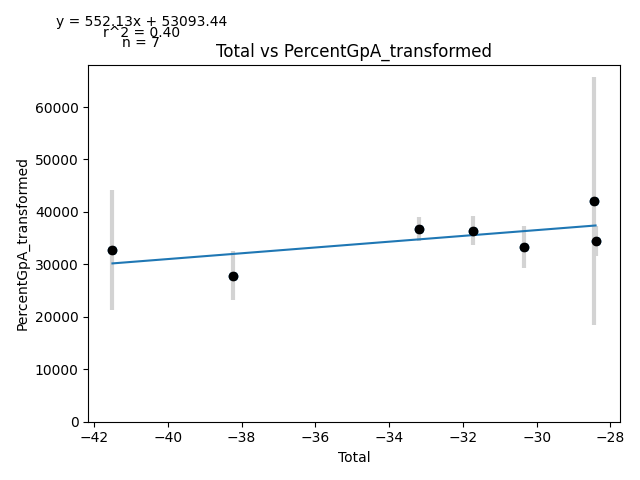 y = 552.13x + 53093.44
r^2 = 0.40
n = 7
Total vs PercentGpA_transformed
PercentGpA_transformed
60000
50000
40000
30000
20000
10000
0
−42 −40 −38 −36 −34 −32 −30 −28
Total